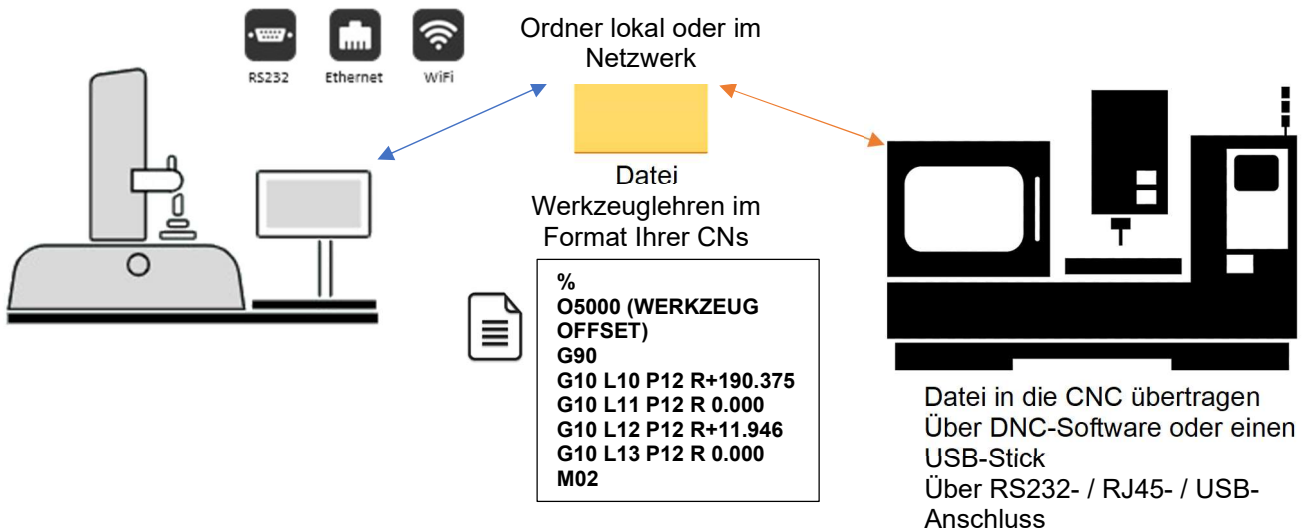 RS232
Ethernet
WiFi
Ordner lokal oder im
Netzwerk
Datei
Werkzeuglehren im
Format Ihrer CNs
%
O5000 (WERKZEUG
OFFSET)
G90
G10 L10 P12 R+190.375
G10 L11 P12 R 0.000
G10 L12 P12 R+11.946
G10 L13 P12 R 0.000
M02
Datei in die CNC übertragen
Über DNC-Software oder einen
USB-Stick
Über RS232- / RJ45- / USB-
Anschluss